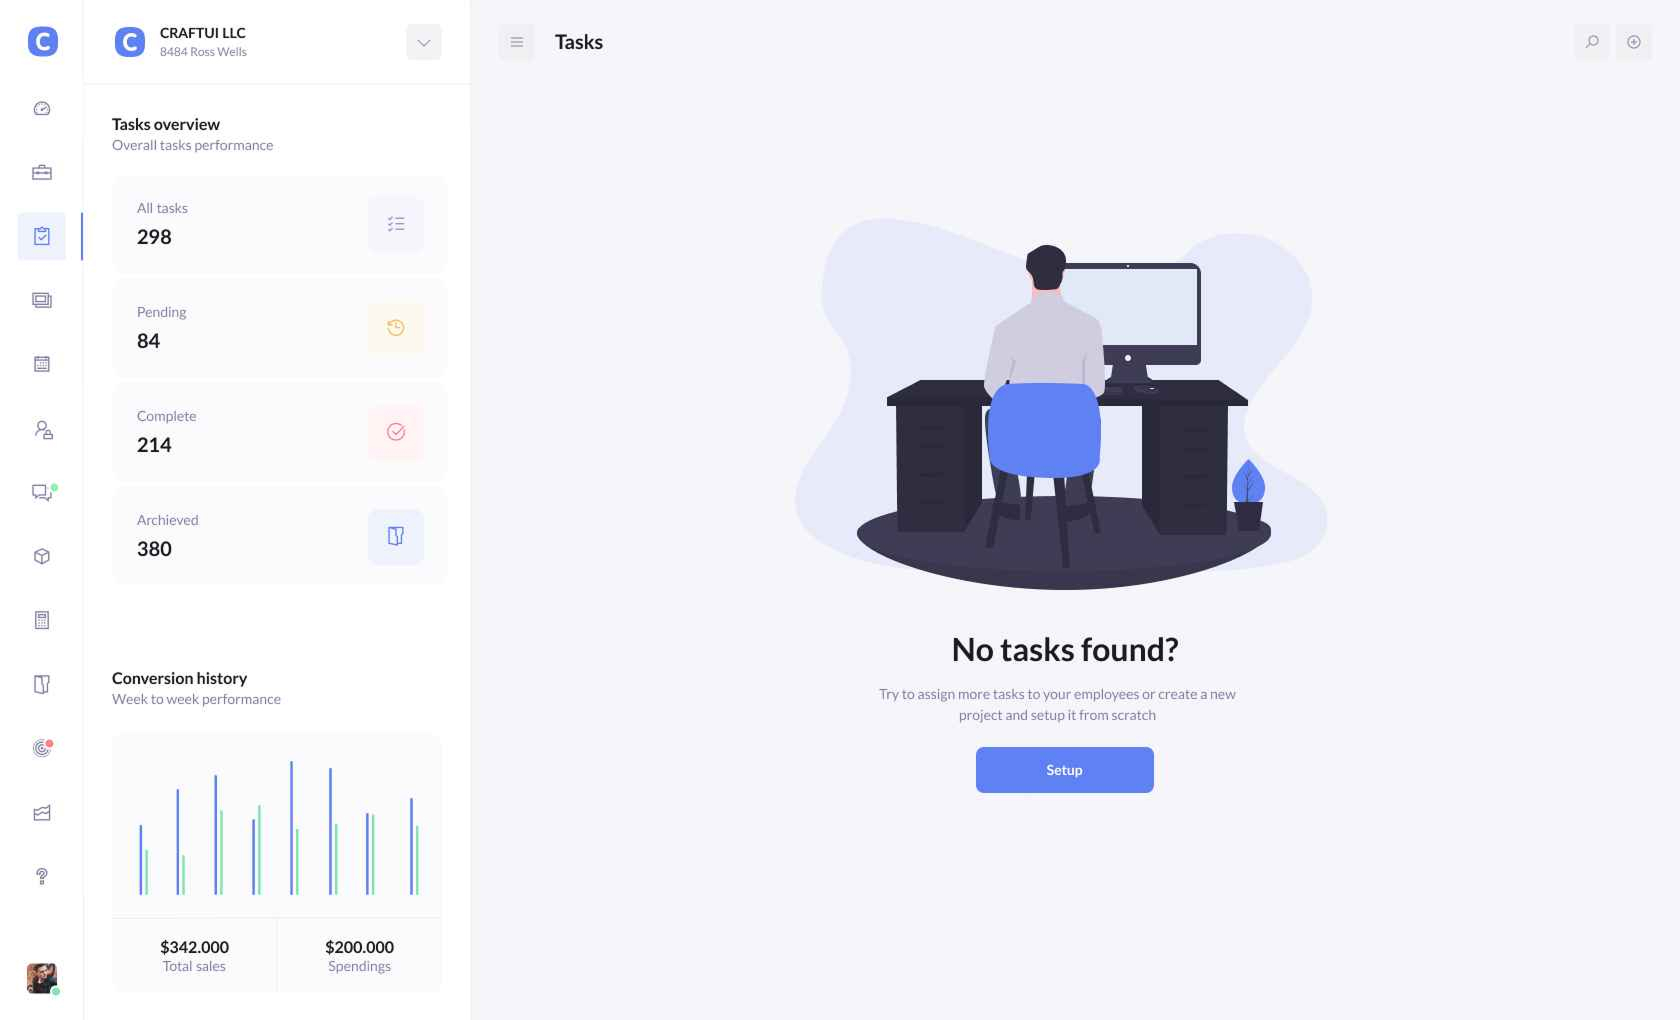 C
C
CRAFTUI LLC
8484 Ross Wells
Tasks
Tasks overview
Overall tasks performance
All tasks
298
Pending
84
Complete
214
Archieved
380
Conversion history
Week to week performance
$342.000
Total sales
$200.000
Spendings
No tasks found?
Try to assign more tasks to your employees or create a new
project and setup it from scratch
Setup